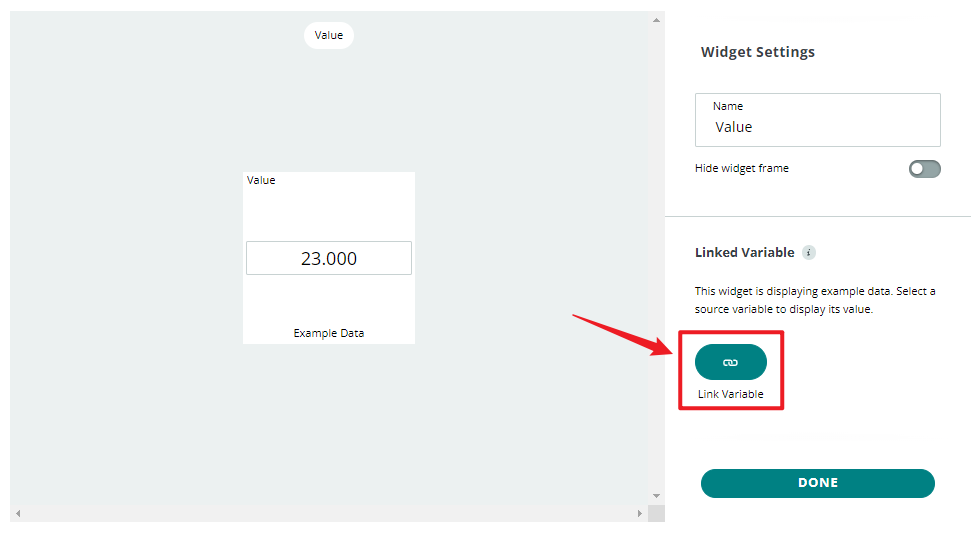 Value
Value
23.000
Example Data
Widget Settings
Name
Value
Hide widget frame
Linked Variable i
This widget is displaying example data. Select a
source variable to display its value.
Link Variable
DONE